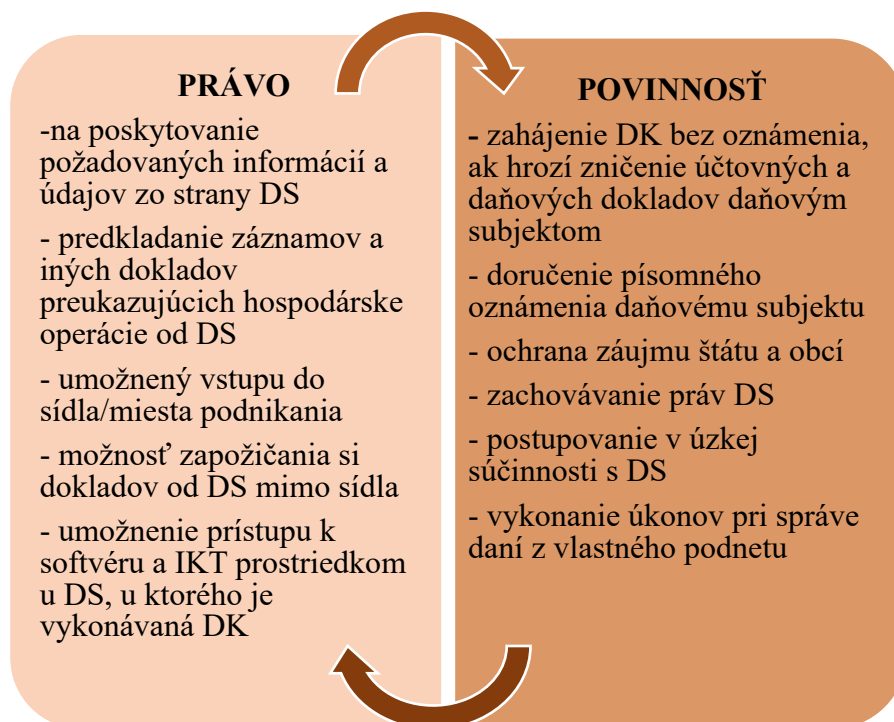 PRÁVO
-na poskytovanie
požadovaných informácií a
údajov zo strany DS
- predkladanie záznamov a
iných dokladov
preukazujúcich hospodárske
operácie od DS
- umožnený vstupu do
sídla/miesta podnikania
- možnosť zapožičania si
dokladov od DS mimo sídla
- umožnenie prístupu k
softvéru a IKT prostriedkom
u DS, u ktorého je
vykonávaná DK
POVINNOSŤ
- zahájenie DK bez oznámenia,
ak hrozí zničenie účtovných a
daňových dokladov daňovým
subjektom
- doručenie písomného
oznámenia daňovému subjektu
- ochrana záujmu štátu a obcí
- zachovávanie práv DS
- postupovanie v úzkej
súčinnosti s DS
- vykonanie úkonov pri správe
daní z vlastného podnetu